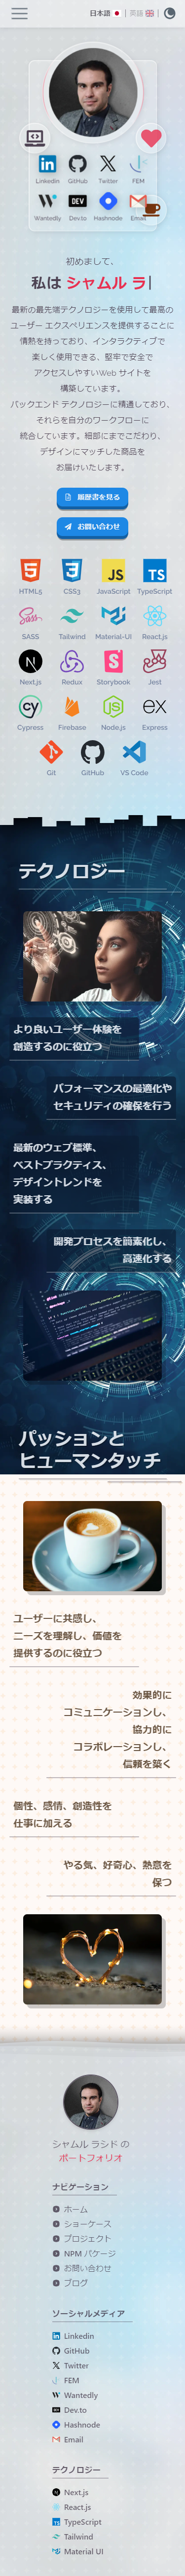 日本語 | 英語 |
Linkedin GitHub Twitter FEM
Wantedly Dev.to Hashnode Email
初めまして、
私は シャムル ラ|
最新の最先端テクノロジーを使用して最高の
ユーザー エクスペリエンスを提供することに
情熱を持っており、インタラクティブで
楽しく使用できる、堅牢で安全で
アクセスしやすいWeb サイトを
構築しています。
バックエンド テクノロジーに精通しており、
それらを自分のワークフローに
統合しています。細部にまでこだわり、
デザインにマッチした商品を
お届けいたします。
履歴書を見る
お問い合わせ
HTML5 CSS3 JavaScript TypeScript
SASS Tailwind Material-UI React.js
Next.js Redux Storybook Jest
Cypress Firebase Node.js Express
Git GitHub VS Code
テクノロジー
より良いユーザー体験を
創造するのに役立つ
パフォーマンスの最適化や
セキュリティの確保を行う
最新のウェブ標準、
ベストプラクティス、
デザイントレンドを
実装する
開発プロセスを簡素化し、
高速化する
パッションと
ヒューマンタッチ
ユーザーに共感し、
ニーズを理解し、価値を
提供するのに役立つ
効果的に
コミュニケーションし、
協力的に
コラボレーションし、
信頼を築く
個性、感情、創造性を
仕事に加える
やる気、好奇心、熱意を
保つ
シャムル ラシド の
ポートフォリオ
ナビゲーション
ホーム
ショーケース
プロジェクト
NPM パケージ
お問い合わせ
ブログ
ソーシャルメディア
Linkedin
GitHub
Twitter
FEM
Wantedly
Dev.to
Hashnode
Email
テクノロジー
Next.js
React.js
TypeScript
Tailwind
Material UI